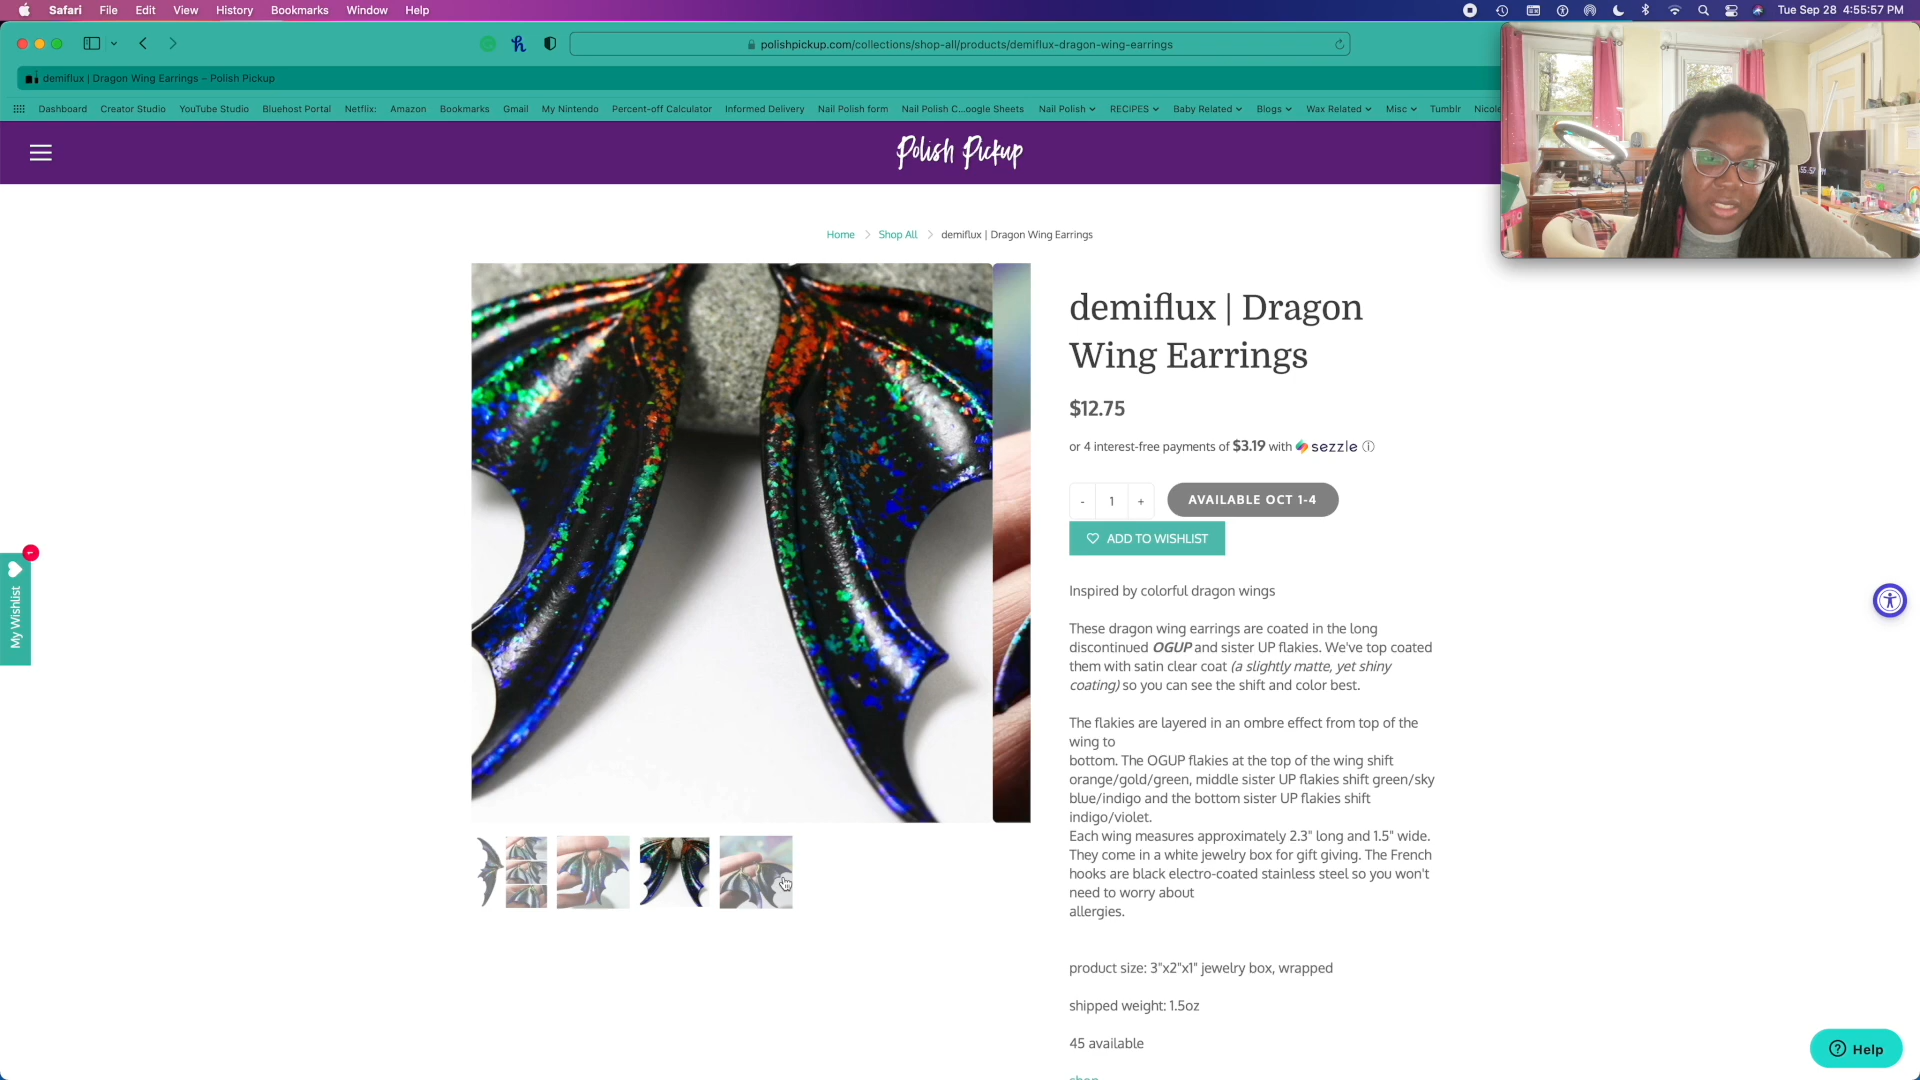 Safari File Edit View History Bookmarks Window Help
Tue Sep 28 4:55:57 PM
polishpickup.com/collections/shop-all/products/demiflux-dragon-wing-earrings
demiflux | Dragon Wing Earrings – Polish Pickup
Dashboard Creator Studio YouTube Studio Bluehost Portal Netflix: Amazon Bookmarks Gmail My Nintendo Percent-off Calculator Informed Delivery Nail Polish form Nail Polish C...oogle Sheets Nail Polish RECIPES Baby Related Blogs Wax Related Misc Tumblr Nicole
Polish Pickup
Home > Shop All > demiflux | Dragon Wing Earrings
demiflux | Dragon
Wing Earrings
$12.75
or 4 interest-free payments of $3.19 with sezzle
- 1 + AVAILABLE OCT 1-4
ADD TO WISHLIST
My Wishlist
Inspired by colorful dragon wings
These dragon wing earrings are coated in the long
discontinued OGUP and sister UP flakies. We've top coated
them with satin clear coat (a slightly matte, yet shiny
coating) so you can see the shift and color best.
The flakies are layered in an ombre effect from top of the
wing to
bottom. The OGUP flakies at the top of the wing shift
orange/gold/green, middle sister UP flakies shift green/sky
blue/indigo and the bottom sister UP flakies shift
indigo/violet.
Each wing measures approximately 2.3" long and 1.5" wide.
They come in a white jewelry box for gift giving. The French
hooks are black electro-coated stainless steel so you won't
need to worry about
allergies.
product size: 3"x2"x1" jewelry box, wrapped
shipped weight: 1.5oz
45 available
Help